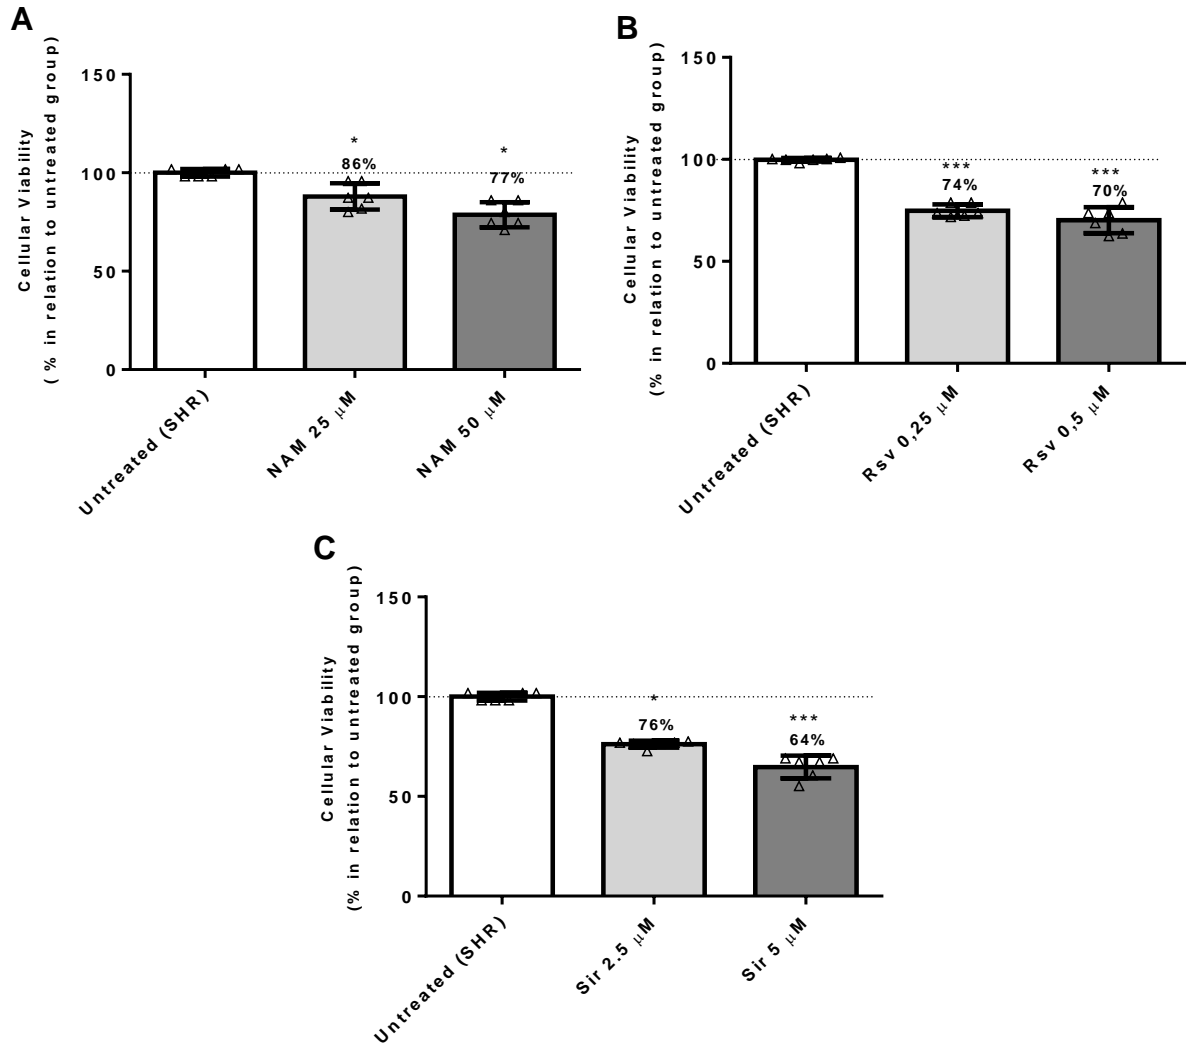 A
Cellular Viability
( % in relation to untreated group)
150
100
50
0
*
86%
*
77%
Untreated (SHR)
NAM 25 μM
NAM 50 μM
B
Cellular Viability
(% in relation to untreated group)
150
100
50
0
***
74%
***
70%
Untreated (SHR)
Rsv 0,25 μM
Rsv 0,5 μM
C
Cellular Viability
(% in relation to untreated group)
150
100
50
0
*
76%
***
64%
Untreated (SHR)
Sir 2.5 μM
Sir 5 μM